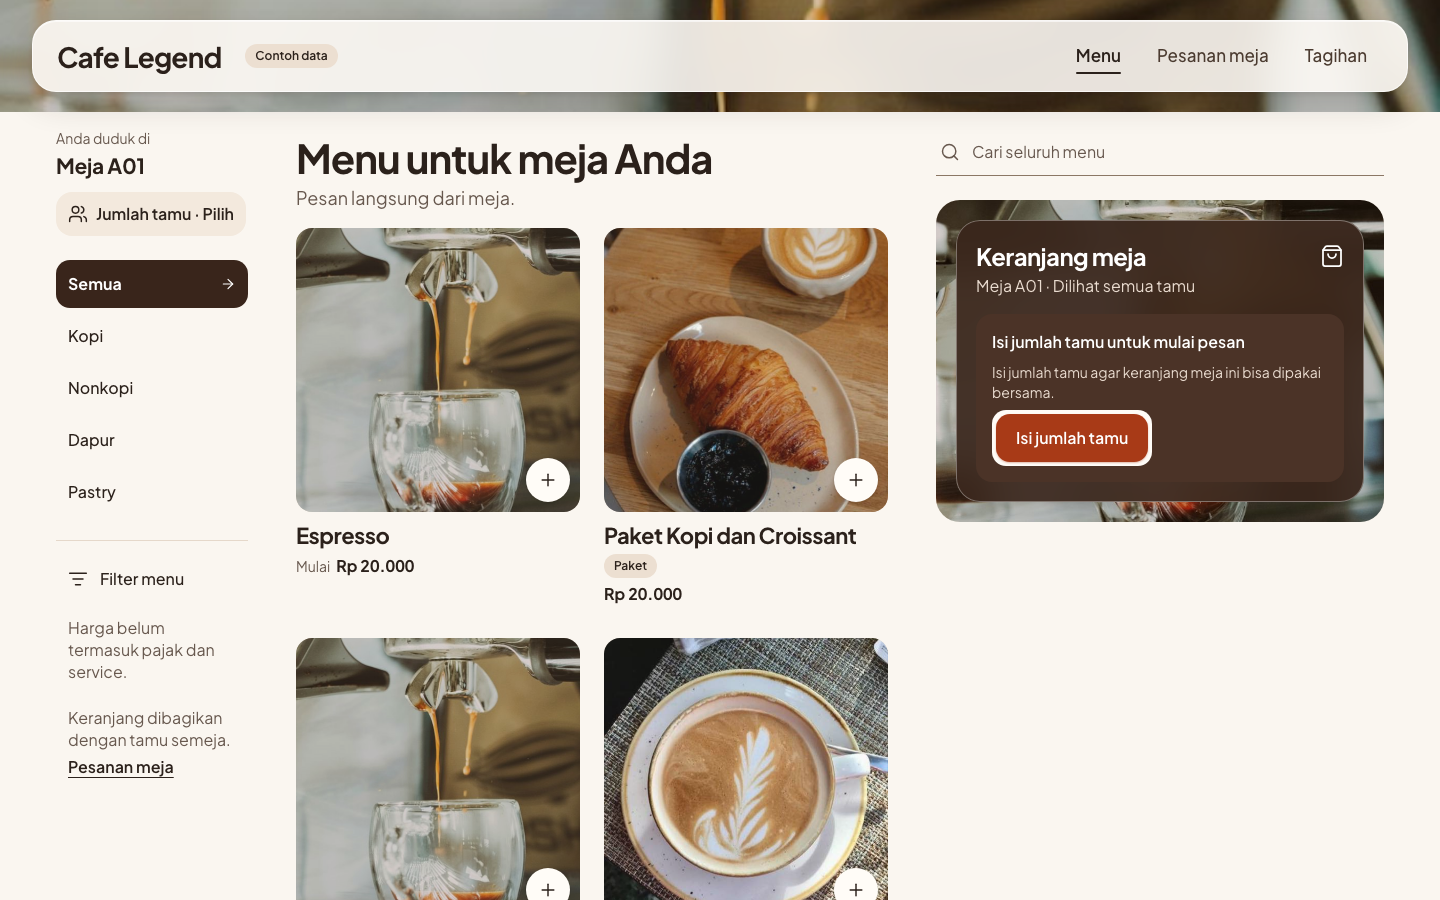 Cafe Legend
Contoh data
Menu
Pesanan meja
Tagihan
Anda duduk di
Meja A01
Jumlah tamu · Pilih
Semua
Kopi
Nonkopi
Dapur
Pastry
Filter menu
Harga belum
termasuk pajak dan
service.
Keranjang dibagikan
dengan tamu semeja.
Pesanan meja
Menu untuk meja Anda
Pesan langsung dari meja.
Espresso
Mulai Rp 20.000
Paket Kopi dan Croissant
Paket
Rp 20.000
Cari seluruh menu
Keranjang meja
Meja A01 · Dilihat semua tamu
Isi jumlah tamu untuk mulai pesan
Isi jumlah tamu agar keranjang meja ini bisa dipakai
bersama.
Isi jumlah tamu